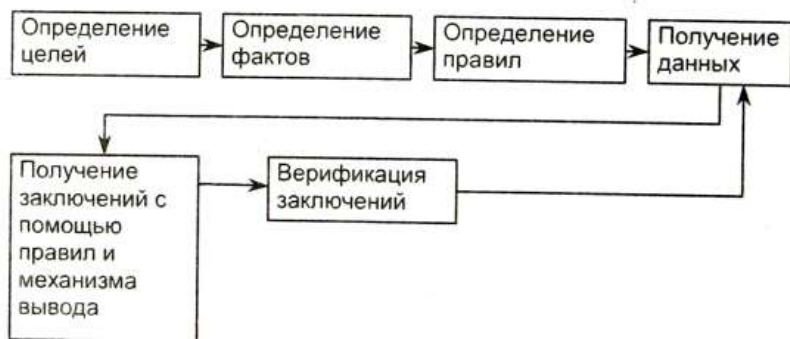 Определение
целей
Определение
фактов
Определение
правил
Получение
данных
Получение
заключений с
помощью
правил и
механизма
вывода
Верификация
заключений